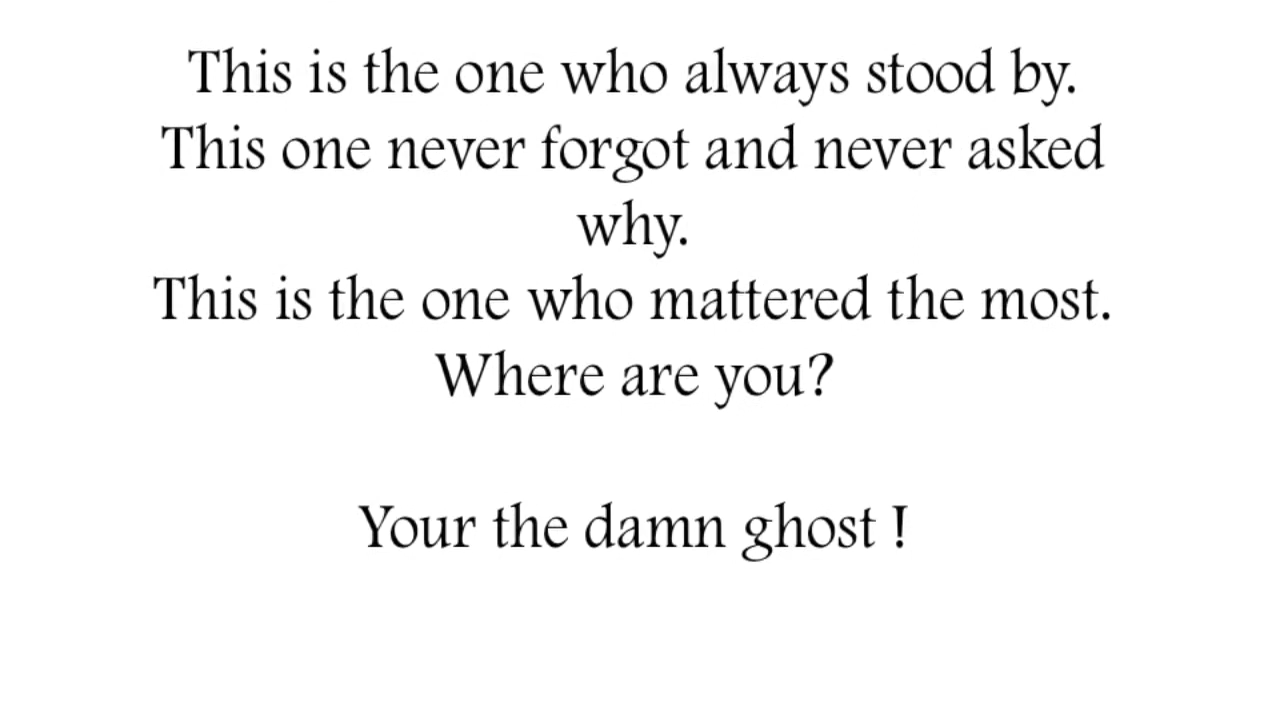 This is the one who always stood by.
This one never forgot and never asked
why.
This is the one who mattered the most.
Where are you?
Your the damn ghost !